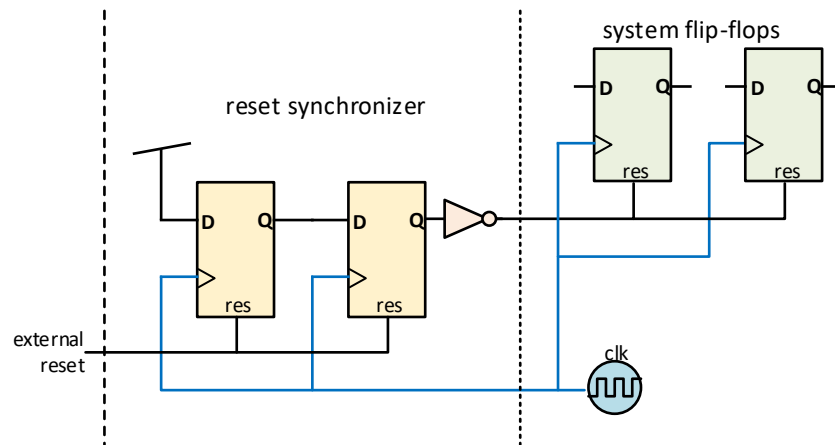 system flip-flops
D Q
D Q
res
res
reset synchronizer
D Q
D Q
res
res
external
reset
clk